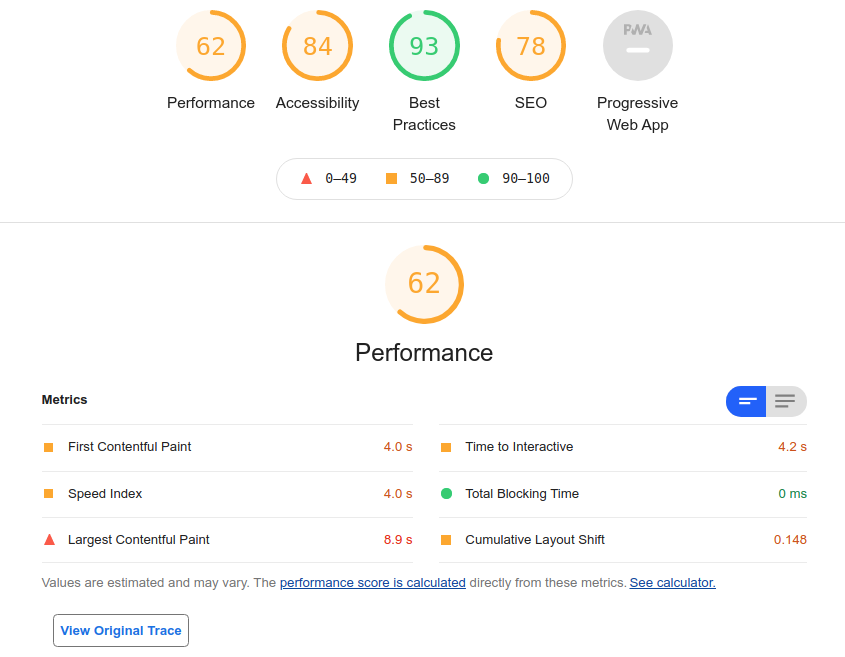 62 84 93 78 PWA
Performance Accessibility Best Practices SEO Progressive Web App
0–49 50–89 90–100
62
Performance
Metrics
First Contentful Paint 4.0 s
Time to Interactive 4.2 s
Speed Index 4.0 s
Total Blocking Time 0 ms
Largest Contentful Paint 8.9 s
Cumulative Layout Shift 0.148
Values are estimated and may vary. The performance score is calculated directly from these metrics. See calculator.
View Original Trace